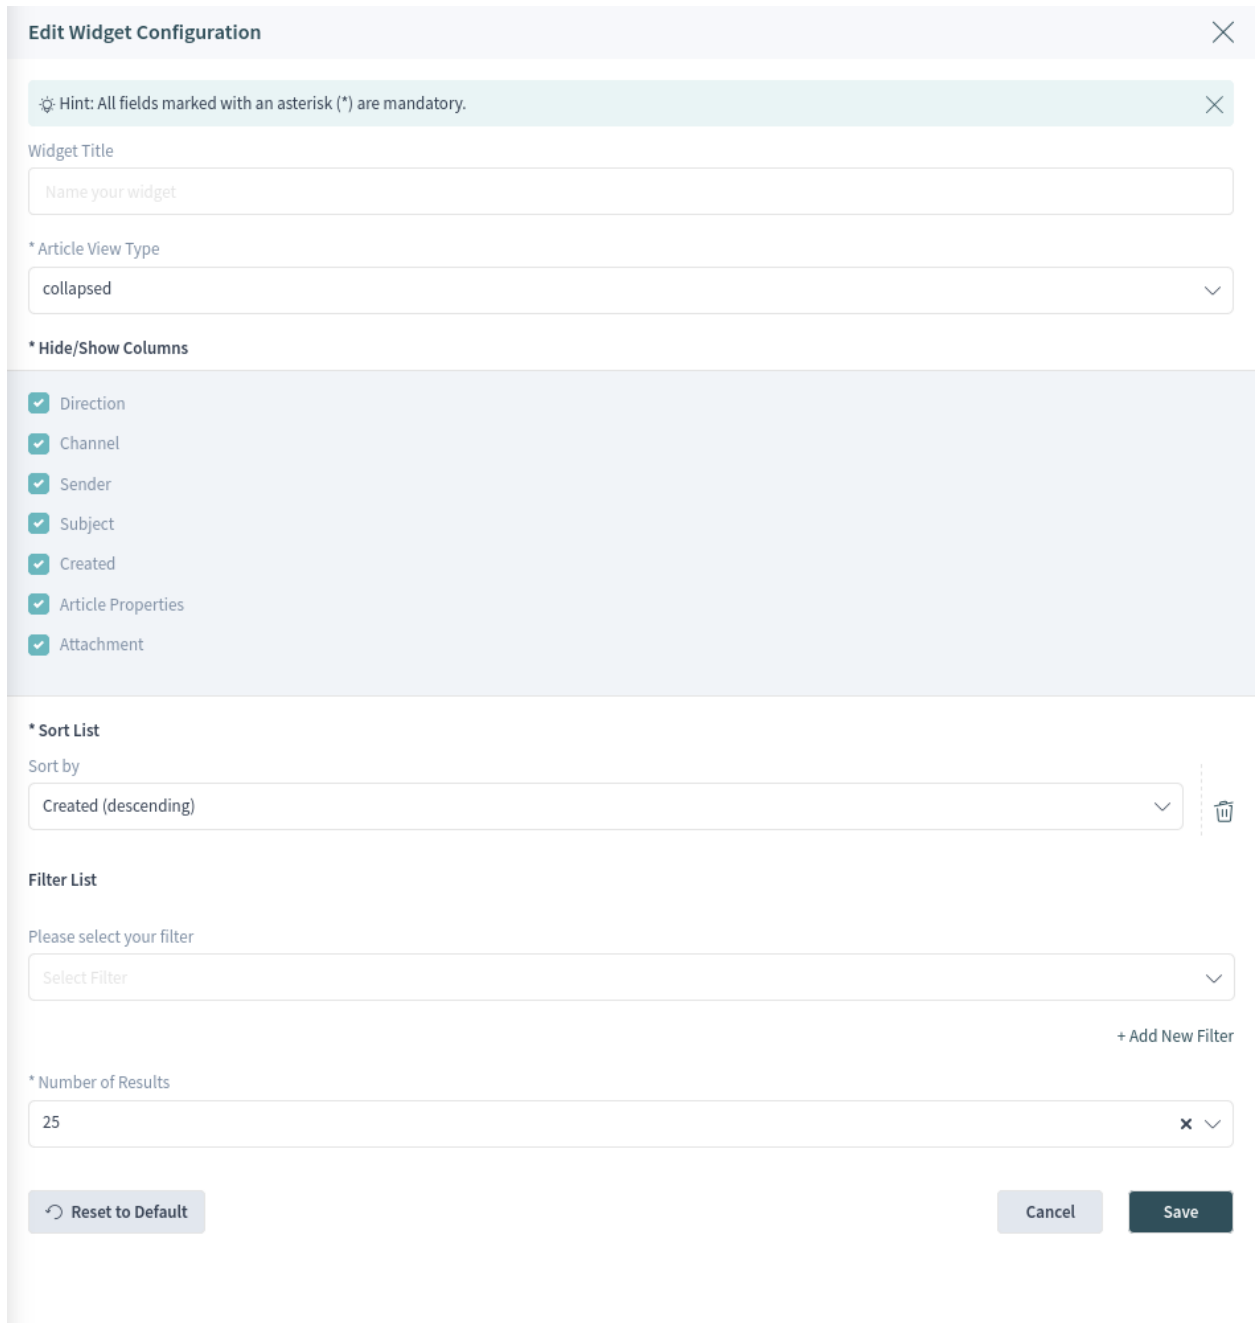 Edit Widget Configuration
Hint: All fields marked with an asterisk (*) are mandatory.
Widget Title
Name your widget
* Article View Type
collapsed
* Hide/Show Columns
Direction
Channel
Sender
Subject
Created
Article Properties
Attachment
* Sort List
Sort by
Created (descending)
Filter List
Please select your filter
Select Filter
+ Add New Filter
* Number of Results
25
Reset to Default
Cancel
Save